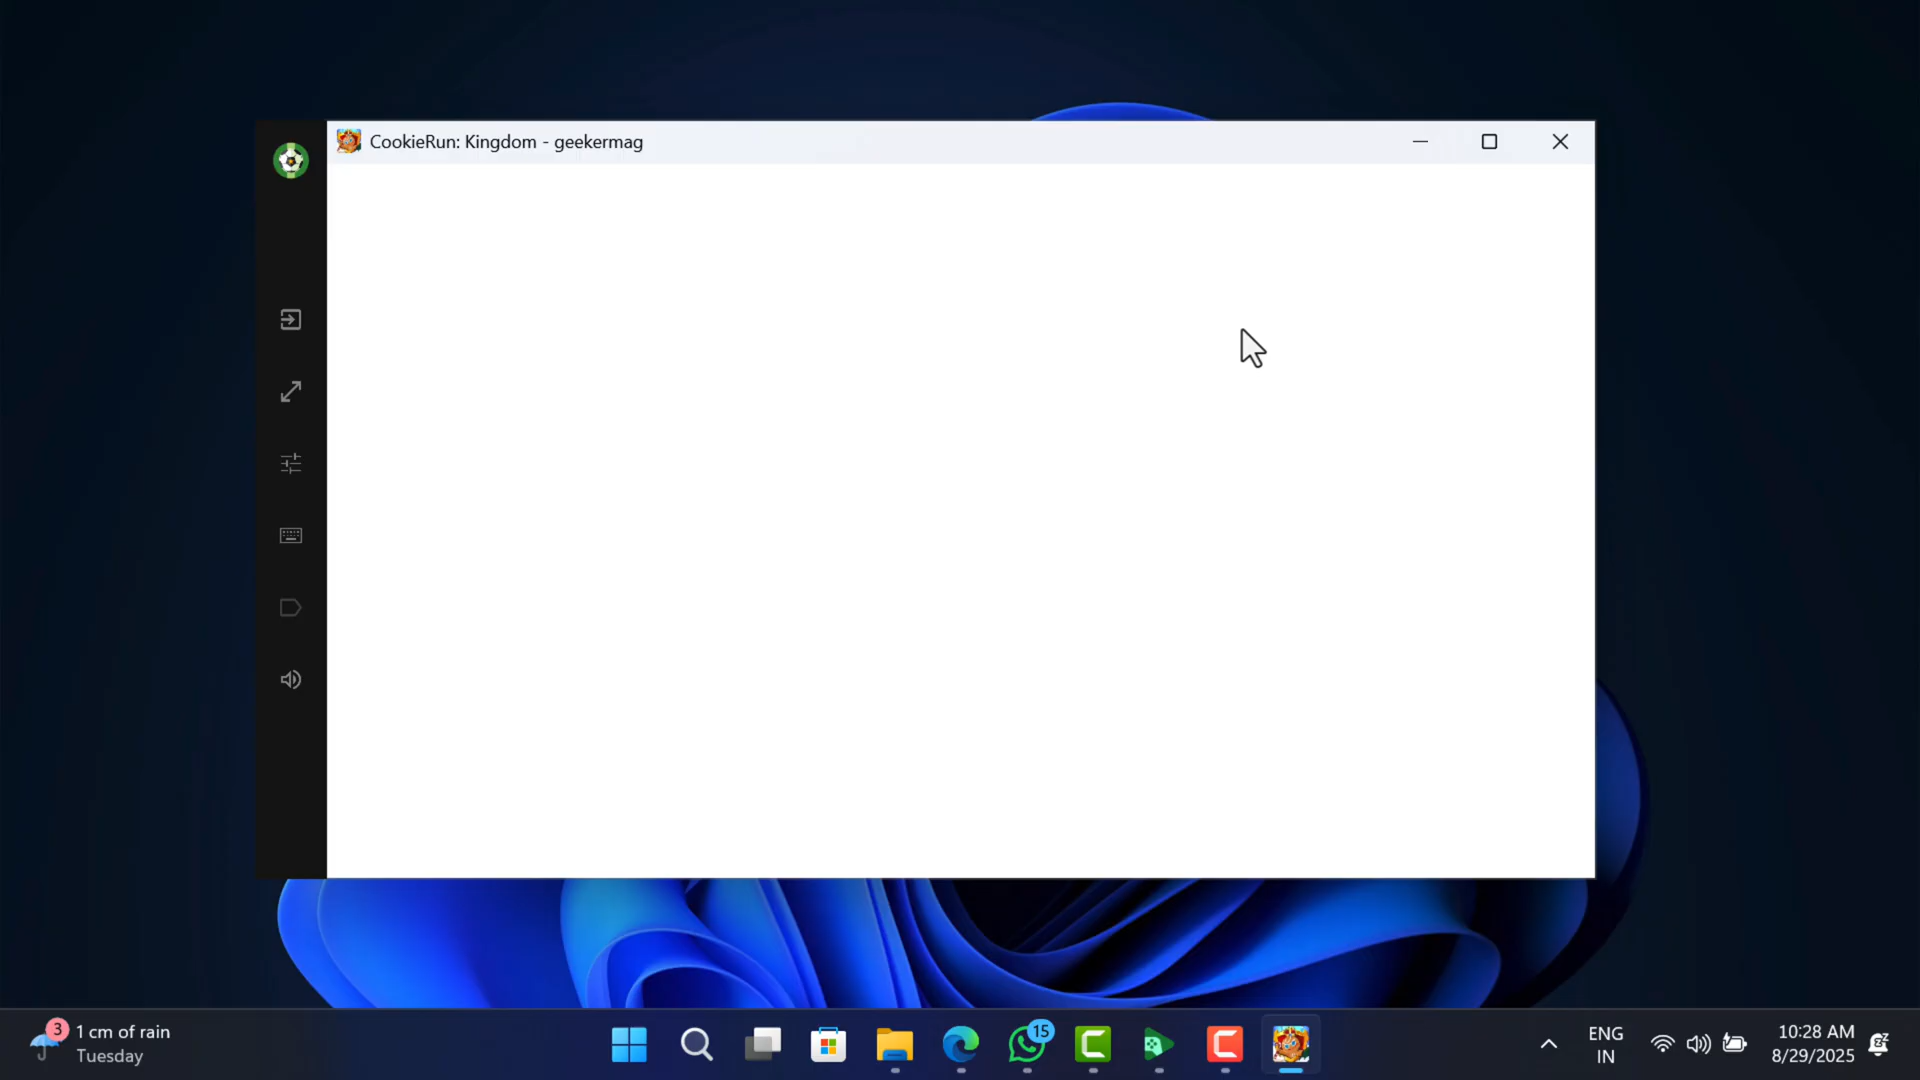 CookieRun: Kingdom - geekermag
3
1 cm of rain
Tuesday
15
ENG
IN
10:28 AM
8/29/2025